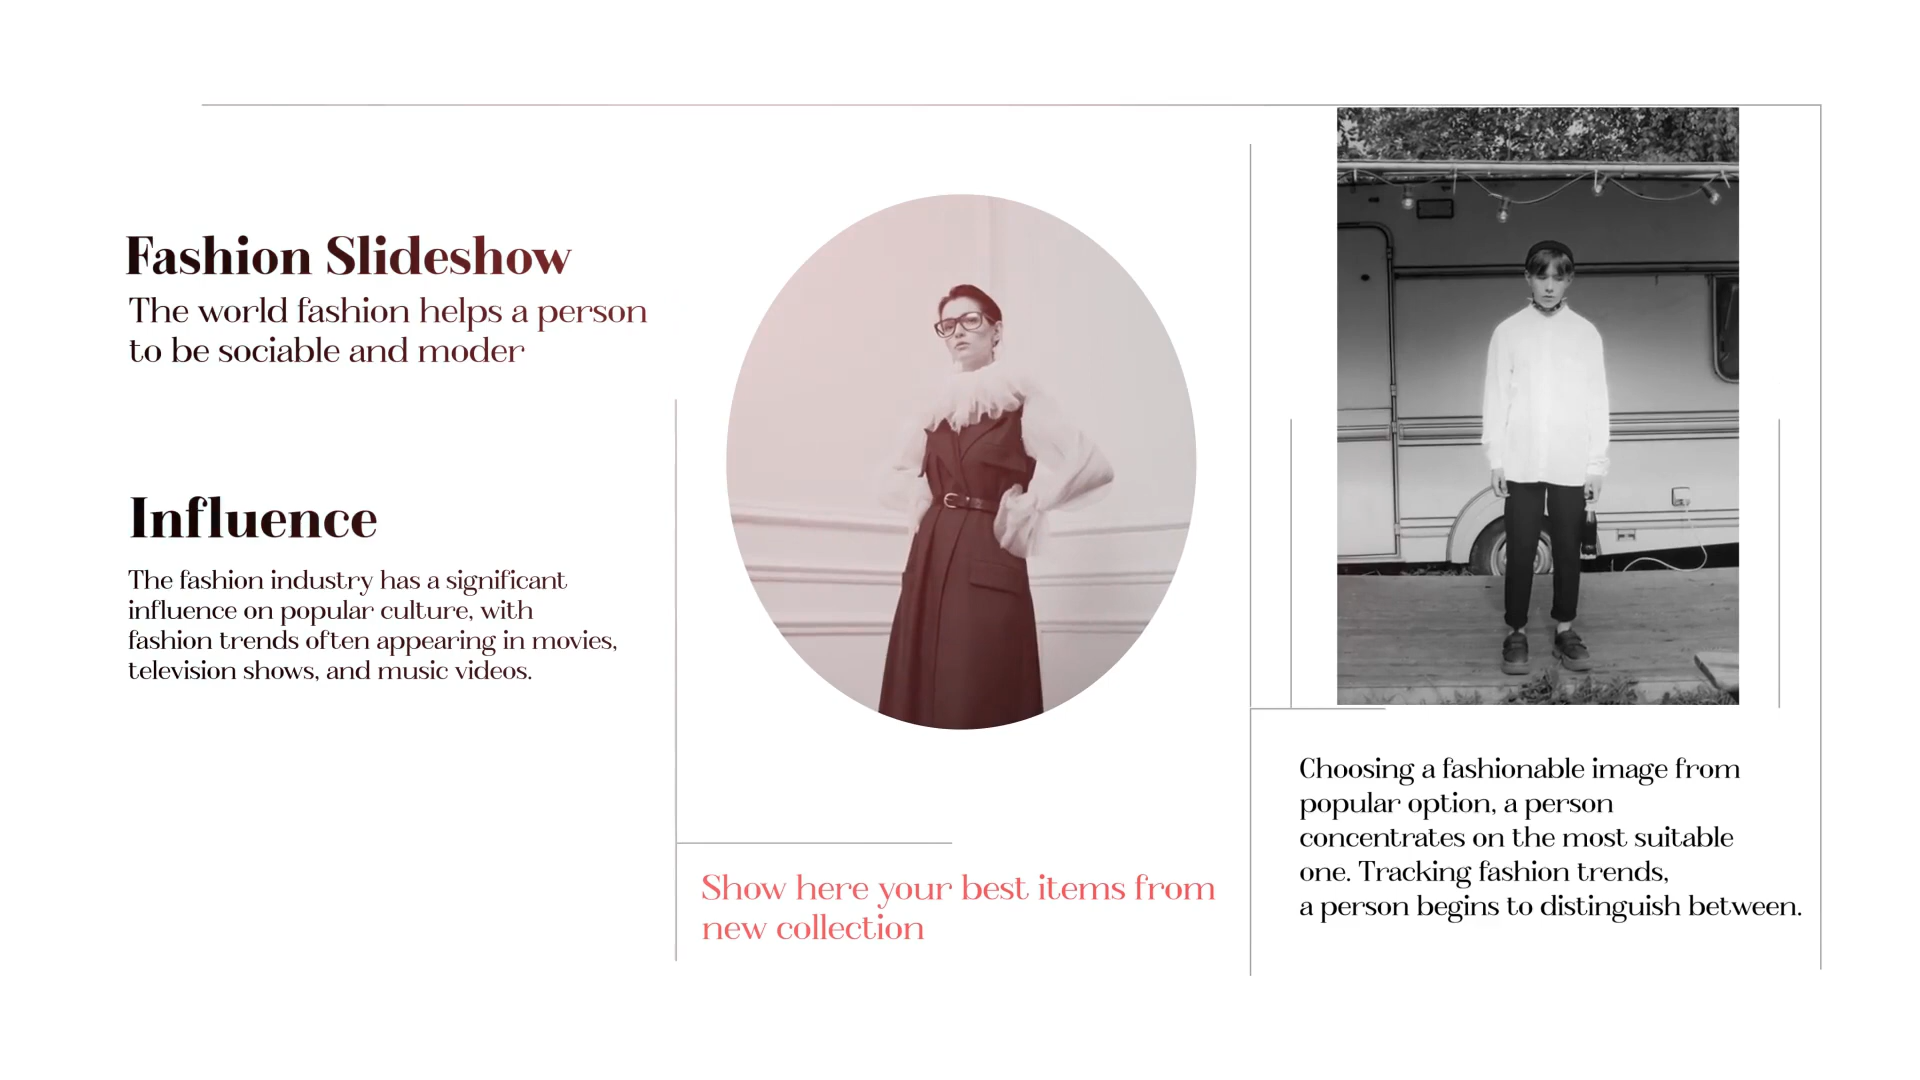 Fashion Slideshow
The world fashion helps a person
to be sociable and moder
Influence
The fashion industry has a significant
influence on popular culture, with
fashion trends often appearing in movies,
television shows, and music videos.
Show here your best items from
new collection
Choosing a fashionable image from
popular option, a person
concentrates on the most suitable
one. Tracking fashion trends,
a person begins to distinguish between.